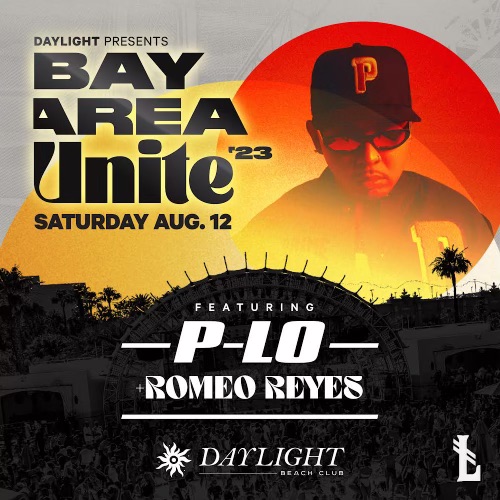 DAYLIGHT PRESENTS
BAY
AREA
Unite '23
SATURDAY AUG. 12
P
FEATURING
P-LO
+ROMEO REYES
DAYLIGHT
BEACH CLUB